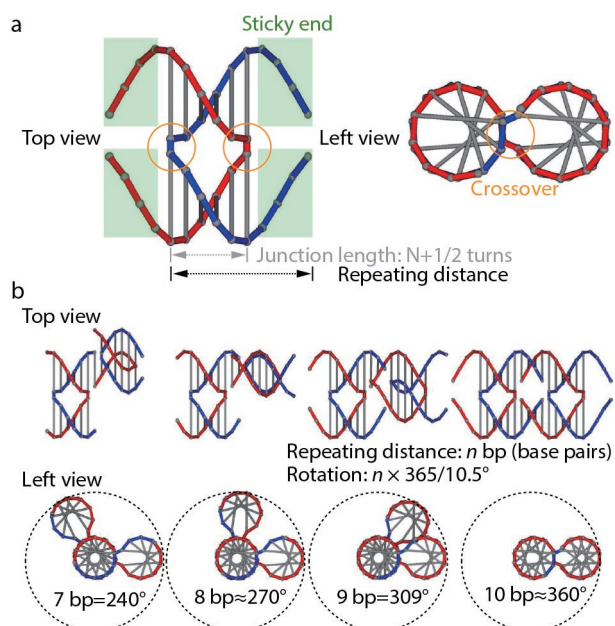 a
Sticky end
Top view
Left view
Crossover
Junction length: N+1/2 turns
Repeating distance
b
Top view
Repeating distance: n bp (base pairs)
Rotation: n × 365/10.5°
Left view
7 bp=240°
8 bp≈270°
9 bp=309°
10 bp≈360°